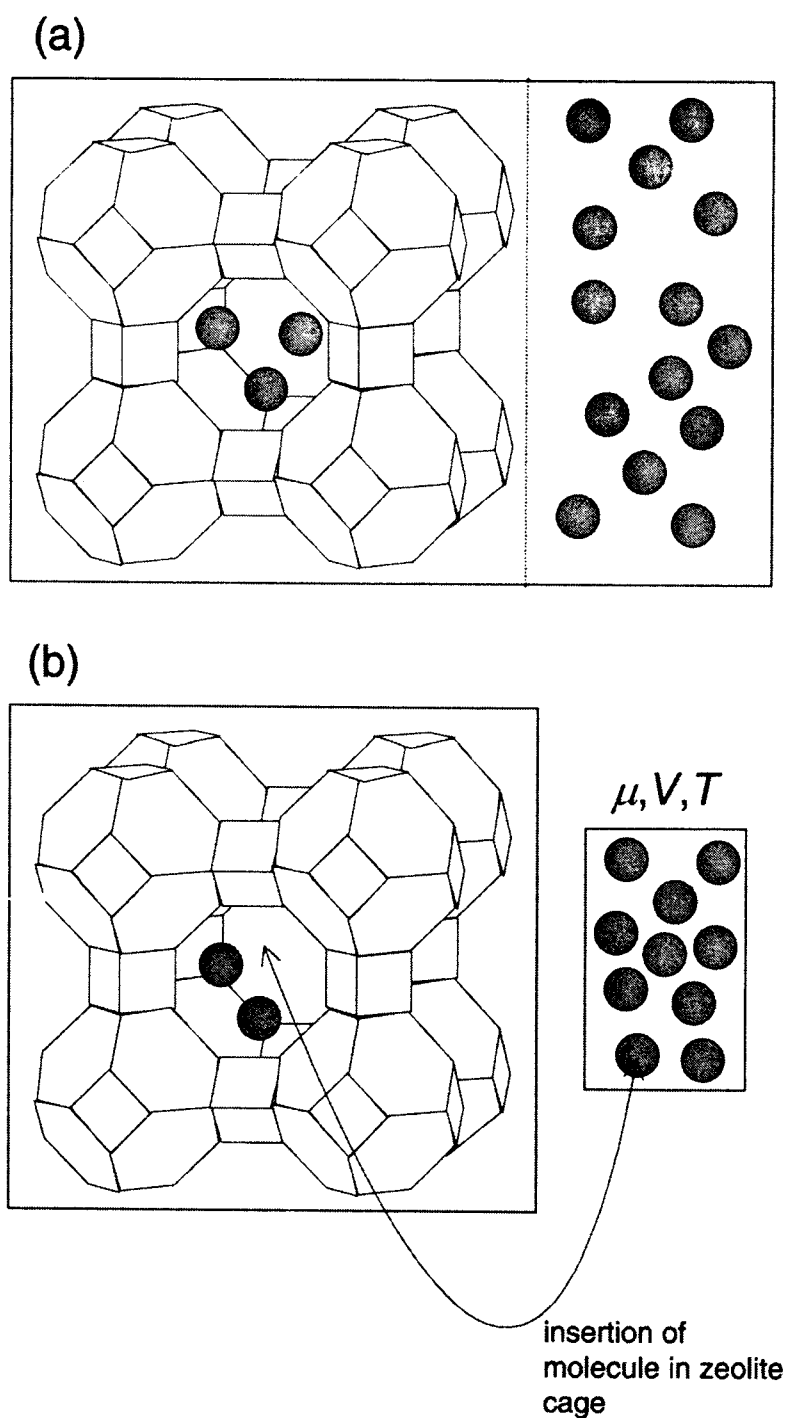 (a)
(b)
μ, V, T
insertion of
molecule in zeolite
cage